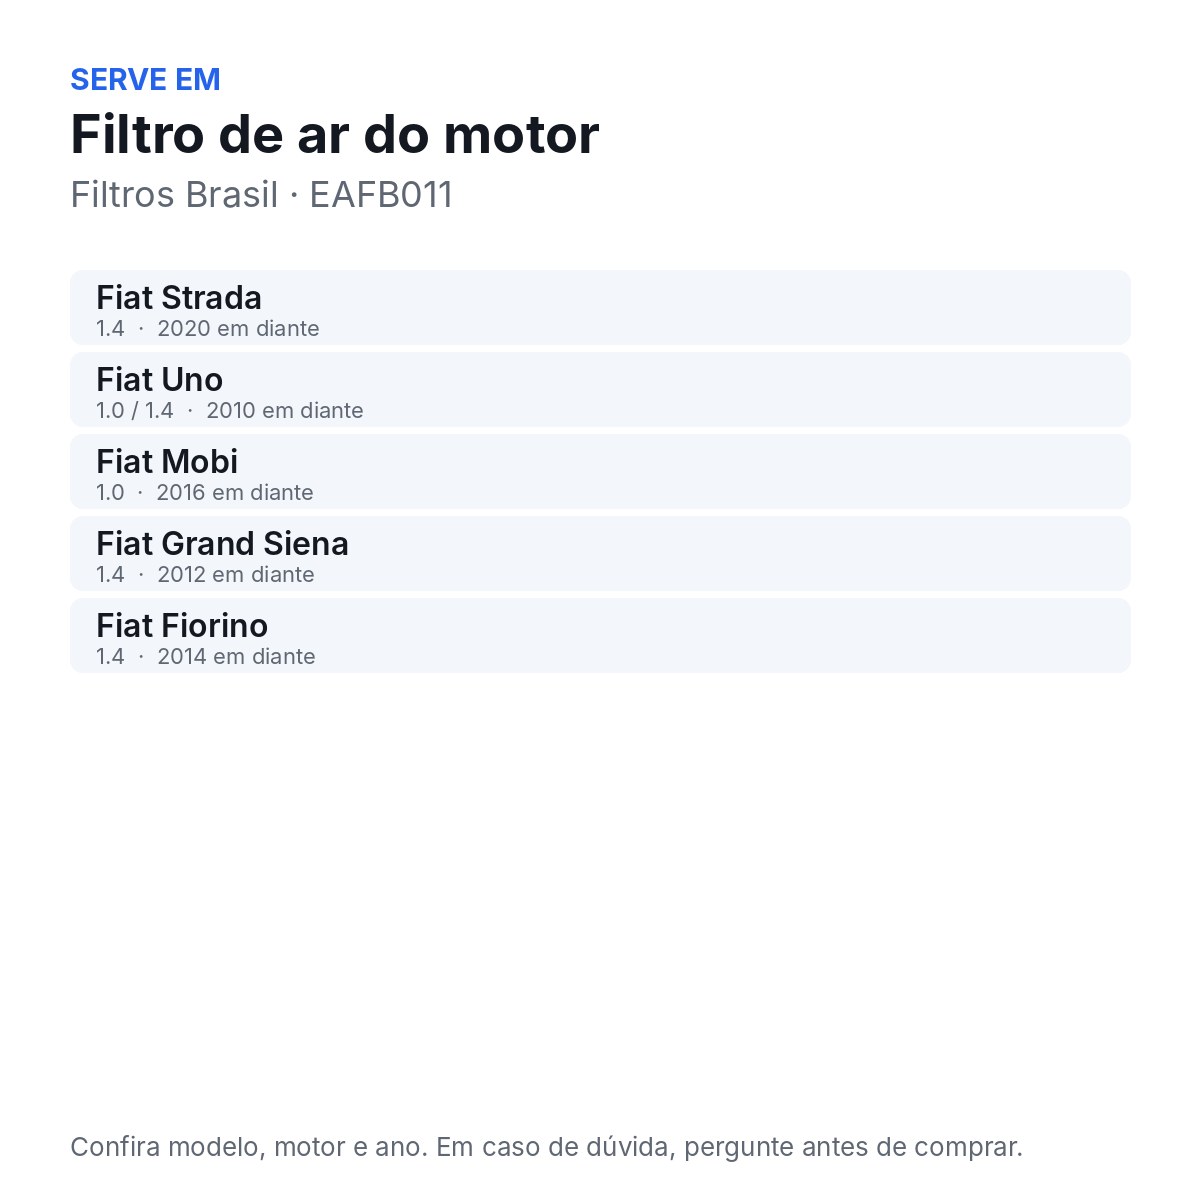 SERVE EM
Filtro de ar do motor
Filtros Brasil · EAFB011
Fiat Strada
1.4 · 2020 em diante
Fiat Uno
1.0 / 1.4 · 2010 em diante
Fiat Mobi
1.0 · 2016 em diante
Fiat Grand Siena
1.4 · 2012 em diante
Fiat Fiorino
1.4 · 2014 em diante
Confira modelo, motor e ano. Em caso de dúvida, pergunte antes de comprar.